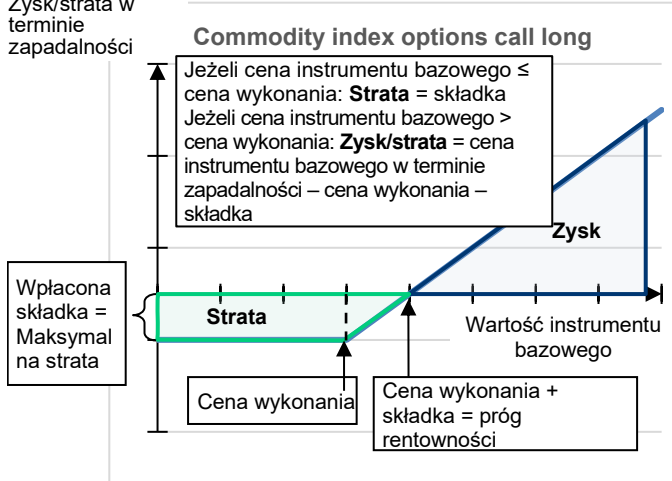 Zysk/strata w
terminie
zapadalności
Commodity index options call long
Jeżeli cena instrumentu bazowego ≤
cena wykonania: Strata = składka
Jeżeli cena instrumentu bazowego >
cena wykonania: Zysk/strata = cena
instrumentu bazowego w terminie
zapadalności – cena wykonania –
składka
Zysk
Wpłacona
składka =
Maksymal
na strata
Strata
Wartość instrumentu
bazowego
Cena wykonania
Cena wykonania +
składka = próg
rentowności